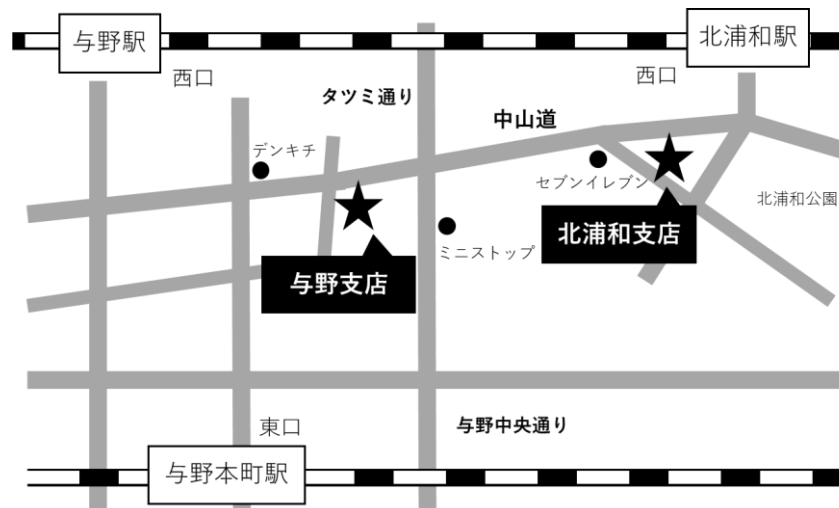 与野駅
北浦和駅
西口
西口
タツミ通り
中山道
デンキチ
セブンイレブン
北浦和公園
北浦和支店
ミニストップ
与野支店
東口
与野中央通り
与野本町駅